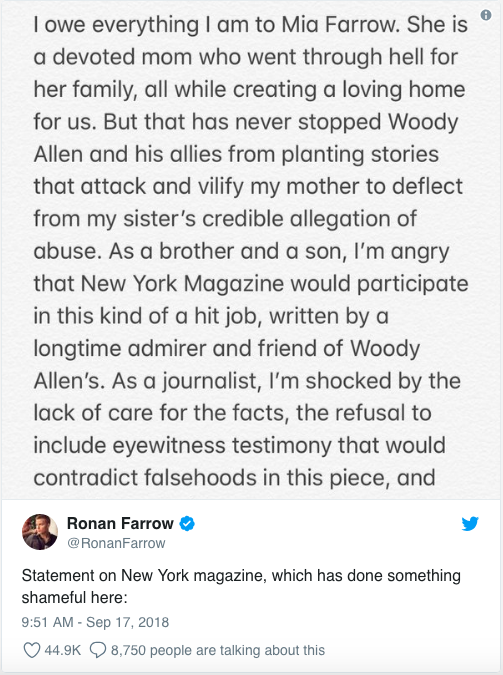 I owe everything I am to Mia Farrow. She is
a devoted mom who went through hell for
her family, all while creating a loving home
for us. But that has never stopped Woody
Allen and his allies from planting stories
that attack and vilify my mother to deflect
from my sister's credible allegation of
abuse. As a brother and a son, I'm angry
that New York Magazine would participate
in this kind of a hit job, written by a
longtime admirer and friend of Woody
Allen's. As a journalist, I'm shocked by the
lack of care for the facts, the refusal to
include eyewitness testimony that would
contradict falsehoods in this piece, and
Ronan Farrow
@RonanFarrow
Statement on New York magazine, which has done something
shameful here:
9:51 AM - Sep 17, 2018
44.9K 8,750 people are talking about this